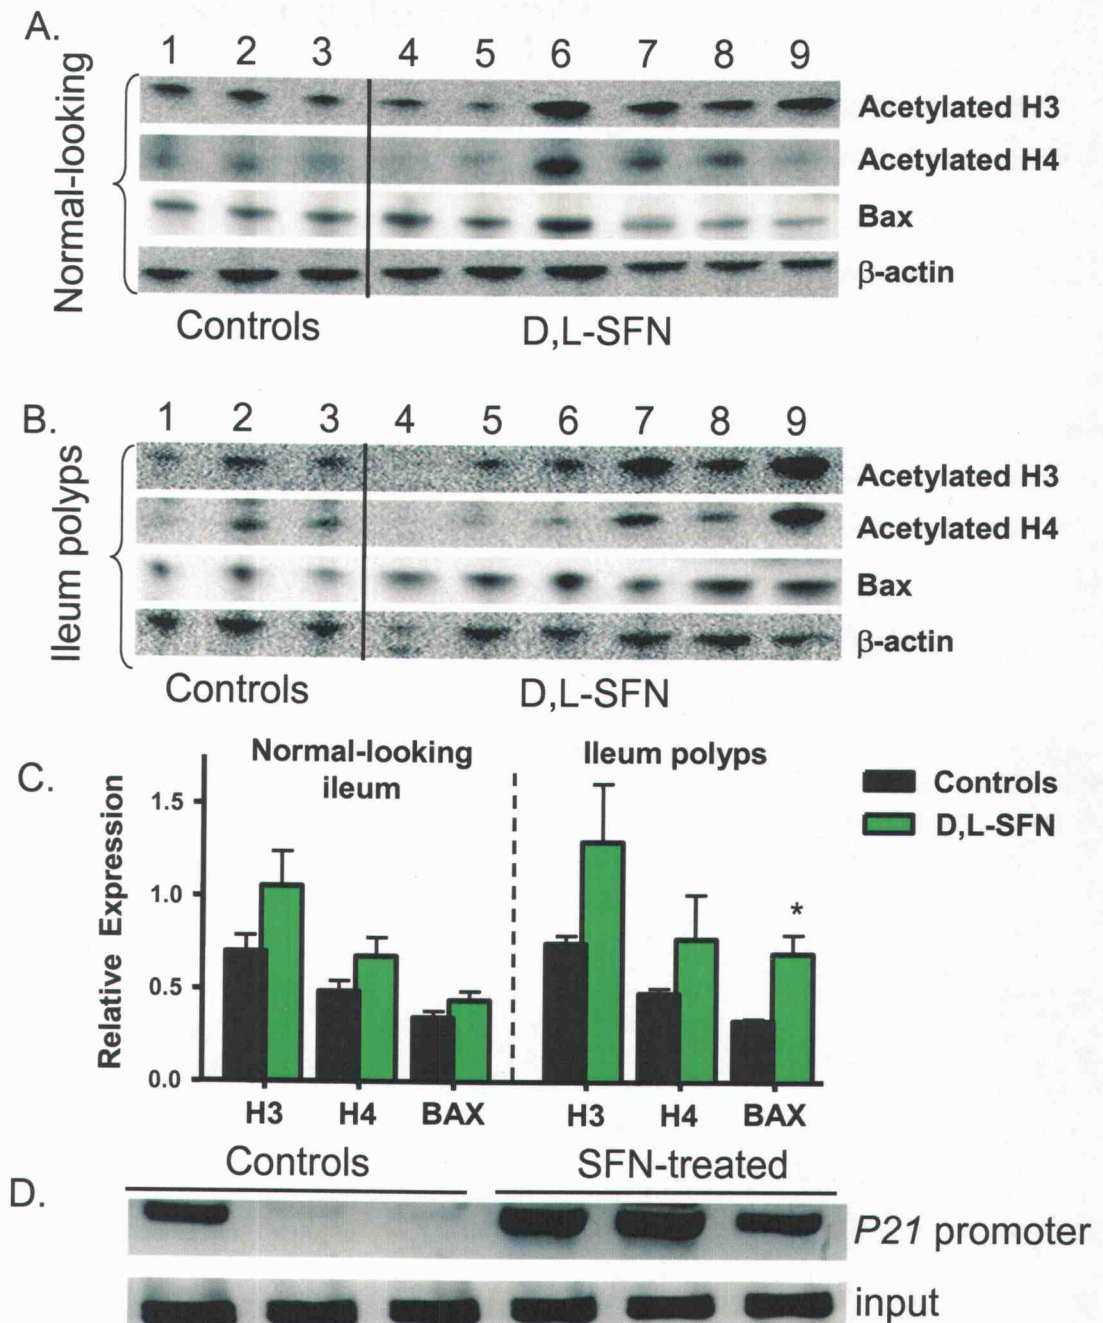 A.
Normal-looking
1 2 3 4 5 6 7 8 9
Acetylated H3
Acetylated H4
Bax
β-actin
Controls D,L-SFN
B.
Ileum polyps
1 2 3 4 5 6 7 8 9
Acetylated H3
Acetylated H4
Bax
β-actin
Controls D,L-SFN
C.
Relative Expression
Normal-looking
ileum
Ileum polyps
Controls
D,L-SFN
1.5
1.0
0.5
0.0
*
H3 H4 BAX H3 H4 BAX
D.
Controls SFN-treated
P21 promoter
input